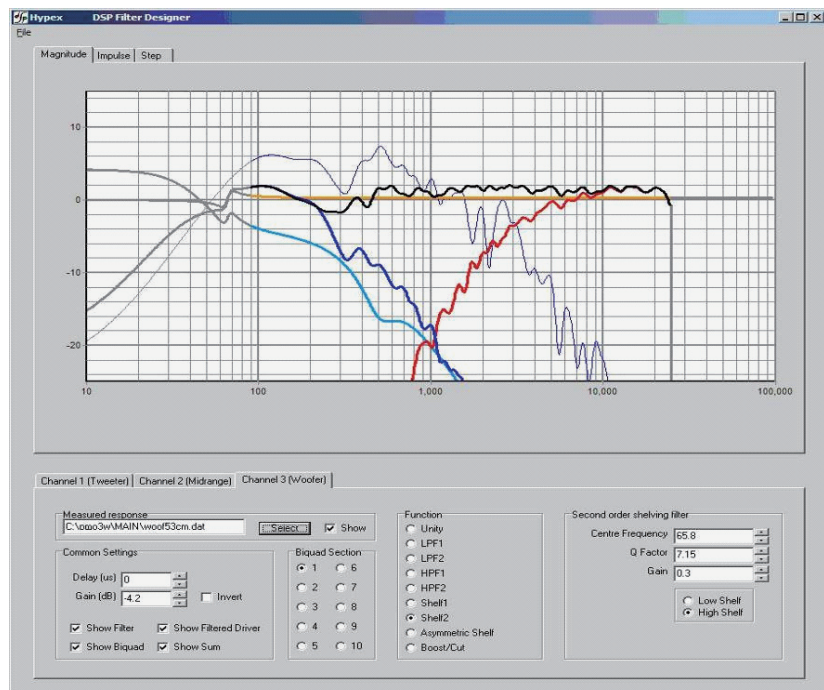 Hypex DSP Filter Designer
File
Magnitude Impulse Step
10
0
-10
-20
10 100 1,000 10,000 100,000
Channel 1 (Tweeter) Channel 2 (Midrange) Channel 3 (Woofer)
Measured response
C:\omo3w\MAIN\woof53cm.dat Select Show
Common Settings
Delay (us) 0
Gain (dB) -4.2 Invert
Show Filter Show Filtered Driver
Show Biquad Show Sum
Biquad Section
1 6
2 7
3 8
4 9
5 10
Function
Unity
LPF1
LPF2
HPF1
HPF2
Shelf1
Shelf2
Asymmetric Shelf
Boost/Cut
Second order shelving filter
Centre Frequency 65.8
Q Factor 7.15
Gain 0.3
Low Shelf
High Shelf